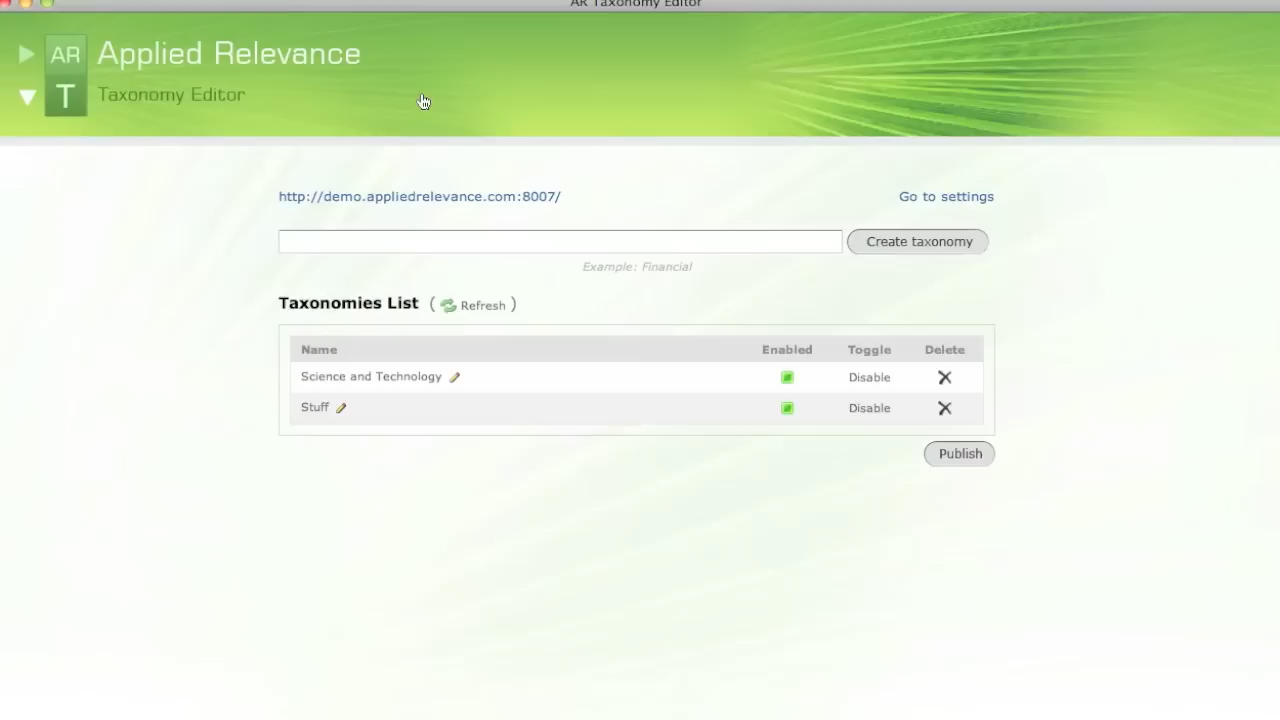 AR Taxonomy Editor
AR Applied Relevance
T Taxonomy Editor
http://demo.appliedrelevance.com:8007/ Go to settings
Create taxonomy
Example: Financial
Taxonomies List ( Refresh )
Name Enabled Toggle Delete
Science and Technology Disable
Stuff Disable
Publish